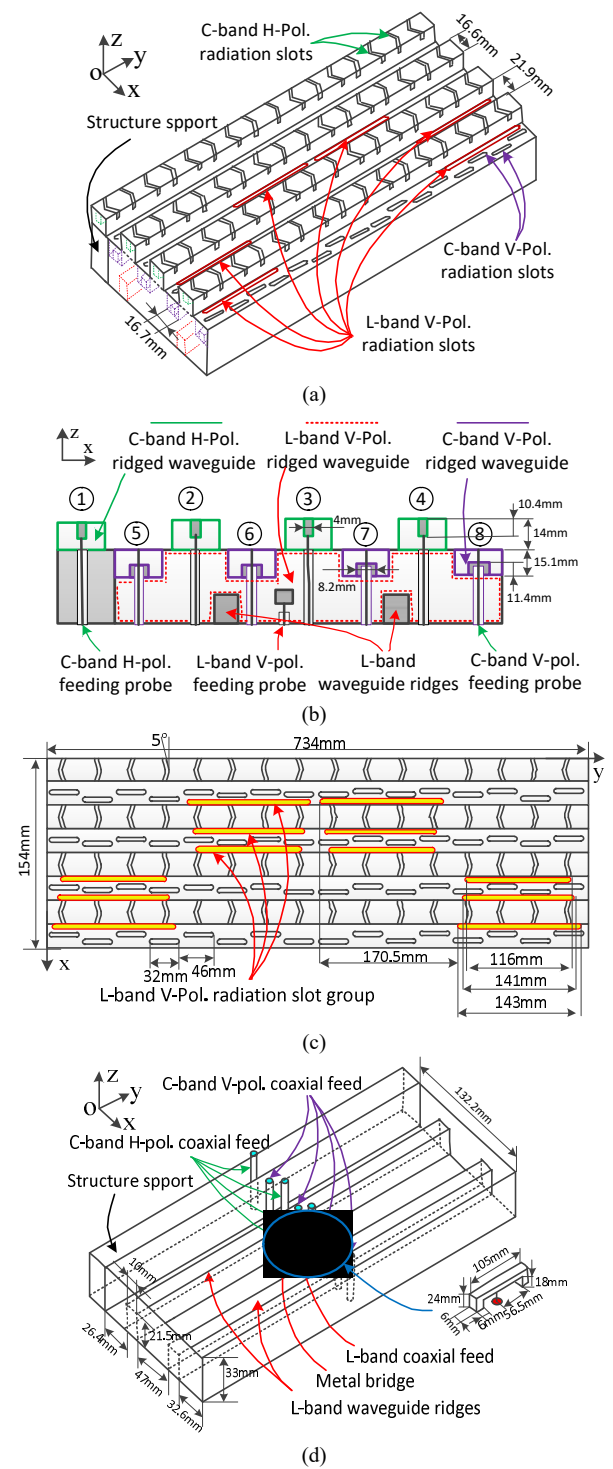 z
y
o
x
C-band H-Pol.
radiation slots
16.6mm
21.9mm
Structure spport
C-band V-Pol.
radiation slots
16.7mm
L-band V-Pol.
radiation slots
(a)
z
x
C-band H-Pol.
ridged waveguide
L-band V-Pol.
ridged waveguide
C-band V-Pol.
ridged waveguide
① ② ③ ④
10.4mm
4mm
14mm
⑤ ⑥ ⑦ ⑧
15.1mm
8.2mm
11.4mm
C-band H-pol.
feeding probe
L-band V-pol.
feeding probe
L-band
waveguide ridges
C-band V-pol.
feeding probe
(b)
5°
734mm
y
154mm
x
32mm
46mm
170.5mm
116mm
141mm
143mm
L-band V-Pol. radiation slot group
(c)
z
y
o
x
C-band V-pol. coaxial feed
132.2mm
C-band H-pol. coaxial feed
Structure spport
10mm
105mm
18mm
24mm
56.5mm
6mm
6mm
26.4mm
21.5mm
47mm
33mm
32.6mm
L-band coaxial feed
Metal bridge
L-band waveguide ridges
(d)